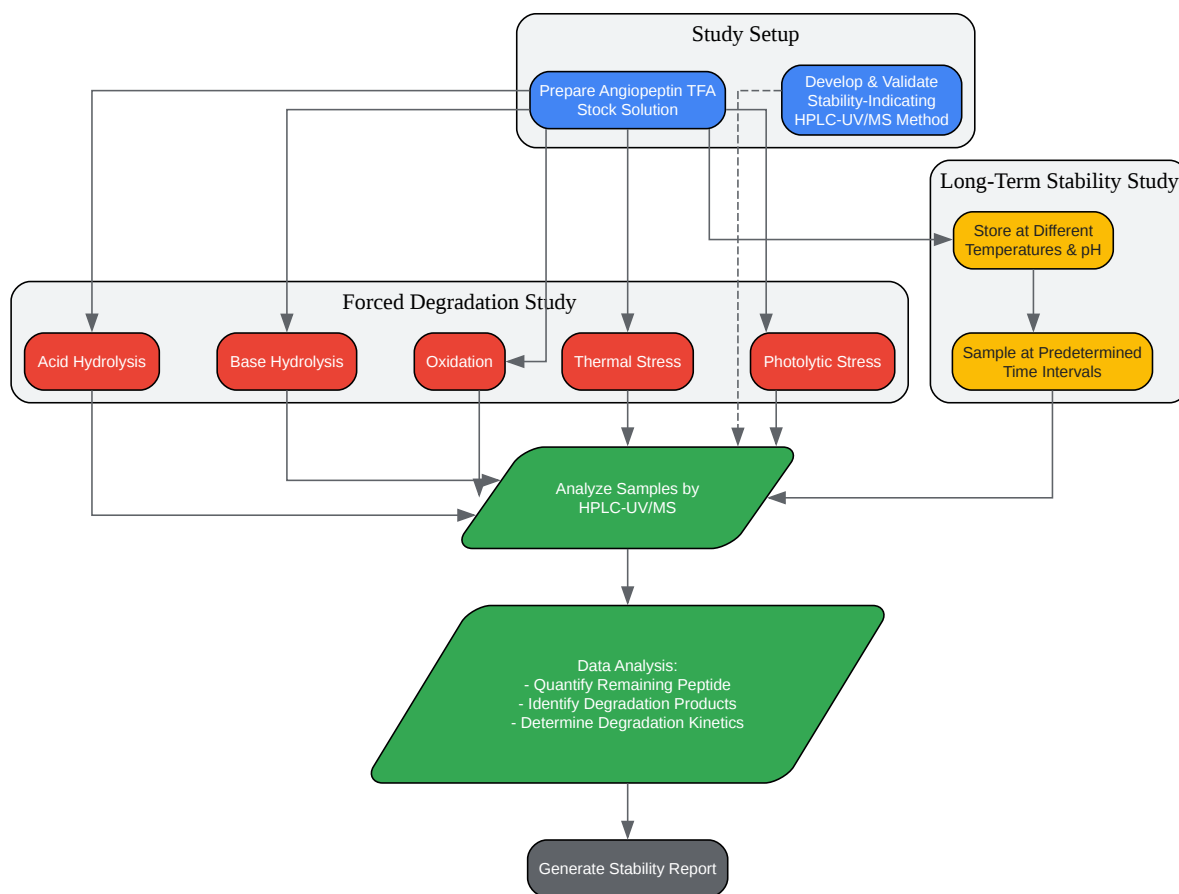 Study Setup
Prepare Angiopeptin TFA
Stock Solution
Develop & Validate
Stability-Indicating
HPLC-UV/MS Method
Long-Term Stability Study
Store at Different
Temperatures & pH
Sample at Predetermined
Time Intervals
Forced Degradation Study
Acid Hydrolysis
Base Hydrolysis
Oxidation
Thermal Stress
Photolytic Stress
Analyze Samples by
HPLC-UV/MS
Data Analysis:
- Quantify Remaining Peptide
- Identify Degradation Products
- Determine Degradation Kinetics
Generate Stability Report